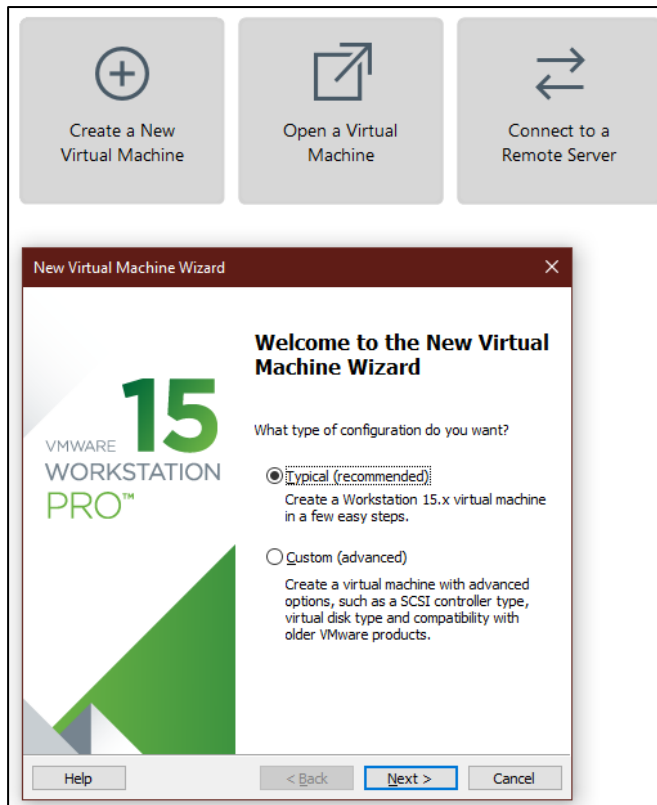 Create a New
Virtual Machine
Open a Virtual
Machine
Connect to a
Remote Server
New Virtual Machine Wizard
15
VMWARE
WORKSTATION
PRO™
Welcome to the New Virtual
Machine Wizard
What type of configuration do you want?
Typical (recommended)
Create a Workstation 15.x virtual machine
in a few easy steps.
Custom (advanced)
Create a virtual machine with advanced
options, such as a SCSI controller type,
virtual disk type and compatibility with
older VMware products.
Help
< Back
Next >
Cancel